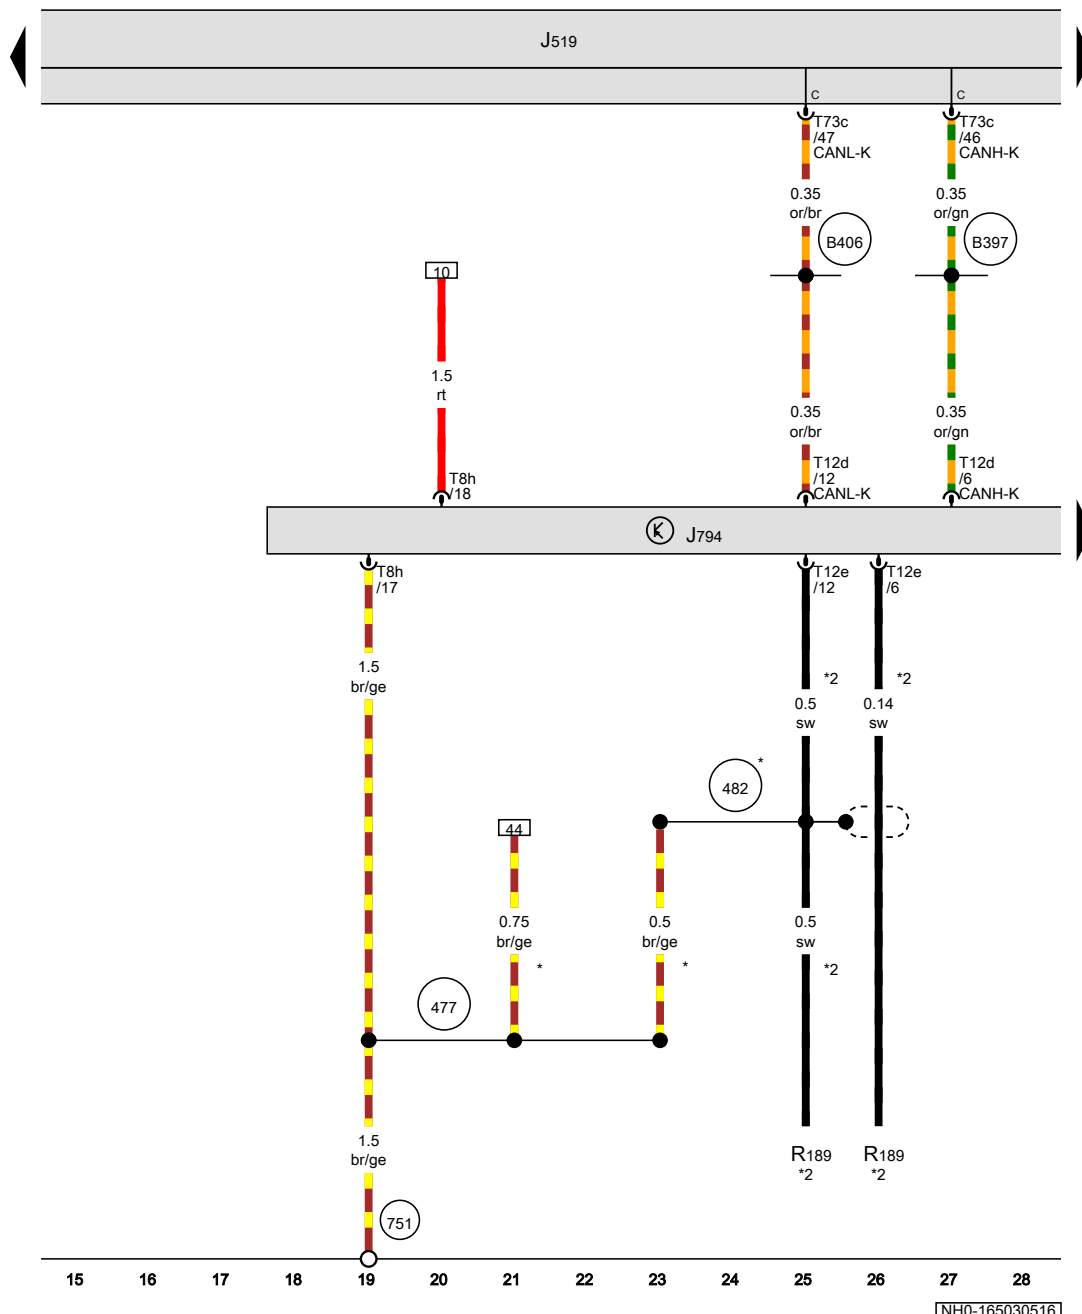 J519
C
C
T73c
/47
CANL-K
T73c
/46
CANH-K
0.35
or/br
0.35
or/gn
B406
B397
10
1.5
rt
0.35
or/br
0.35
or/gn
T8h
/18
T12d
/12
CANL-K
T12d
/6
CANH-K
K
J794
T8h
/17
T12e
/12
T12e
/6
1.5
br/ge
*2
*2
0.5
sw
0.14
sw
482
*
44
0.75
br/ge
0.5
br/ge
0.5
sw
*
*
*2
477
1.5
br/ge
R189
*2
R189
*2
751
15 16 17 18 19 20 21 22 23 24 25 26 27 28
NH0-165030516